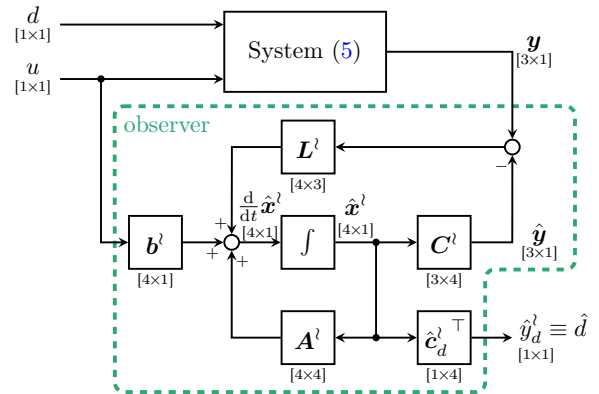 d
[1×1]
System (5)
y
[3×1]
u
[1×1]
observer
L^≀
[4×3]
−
d/dt x̂^≀
[4×1]
x̂^≀
[4×1]
+
b^≀
[4×1]
+
+
∫
C^≀
[3×4]
ŷ
[3×1]
A^≀
[4×4]
ĉ_d^≀ ⊤
[1×4]
ŷ_d^≀ ≡ d̂
[1×1]